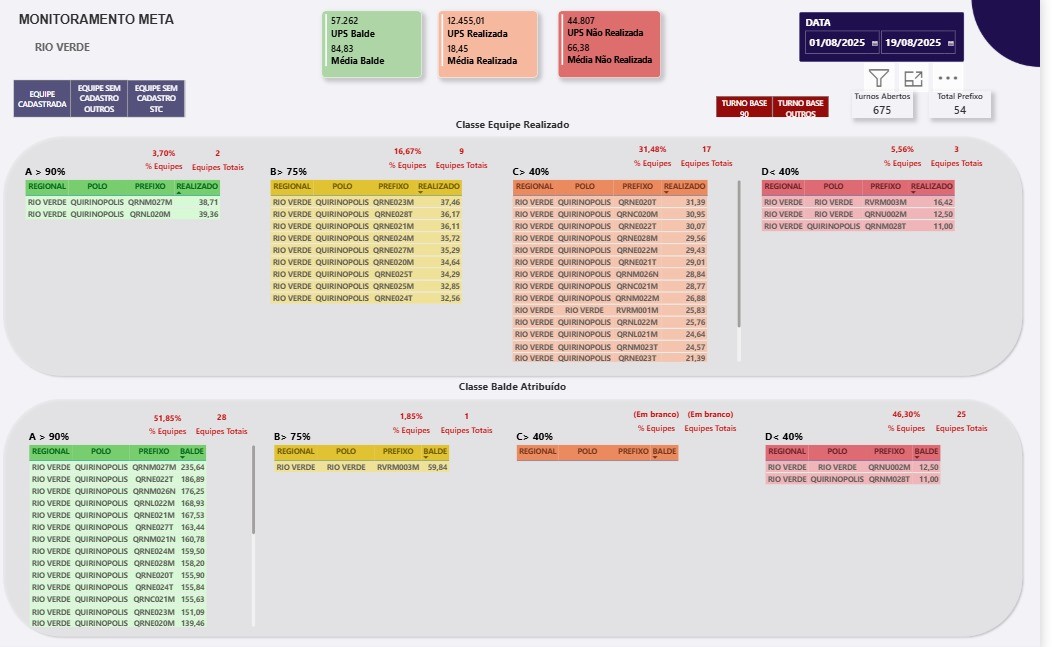 MONITORAMENTO META
RIO VERDE
57.262
UPS Balde
84,83
Média Balde
12.455,01
UPS Realizada
18,45
Média Realizada
44.807
UPS Não Realizada
66,38
Média Não Realizada
DATA
01/08/2025 19/08/2025
EQUIPE CADASTRADA
EQUIPE SEM CADASTRO OUTROS
EQUIPE SEM CADASTRO STC
TURNO BASE 90
TURNO BASE OUTROS
Turnos Abertos
675
Total Prefixo
54
Classe Equipe Realizado
3,70% 2
% Equipes Equipes Totais
A > 90%
REGIONAL POLO PREFIXO REALIZADO
RIO VERDE QUIRINOPOLIS QRNM027M 38,71
RIO VERDE QUIRINOPOLIS QRNL020M 39,36
16,67% 9
% Equipes Equipes Totais
B> 75%
REGIONAL POLO PREFIXO REALIZADO
RIO VERDE QUIRINOPOLIS QRNE023M 37,46
RIO VERDE QUIRINOPOLIS QRNE028T 36,17
RIO VERDE QUIRINOPOLIS QRNE021M 36,11
RIO VERDE QUIRINOPOLIS QRNE024M 35,72
RIO VERDE QUIRINOPOLIS QRNE027M 35,29
RIO VERDE QUIRINOPOLIS QRNE020M 34,64
RIO VERDE QUIRINOPOLIS QRNE025T 34,29
RIO VERDE QUIRINOPOLIS QRNE025M 32,85
RIO VERDE QUIRINOPOLIS QRNE024T 32,56
31,48% 17
% Equipes Equipes Totais
C> 40%
REGIONAL POLO PREFIXO REALIZADO
RIO VERDE QUIRINOPOLIS QRNE020T 31,39
RIO VERDE QUIRINOPOLIS QRNC020M 30,95
RIO VERDE QUIRINOPOLIS QRNE022T 30,07
RIO VERDE QUIRINOPOLIS QRNE028M 29,56
RIO VERDE QUIRINOPOLIS QRNE022M 29,43
RIO VERDE QUIRINOPOLIS QRNE021T 29,01
RIO VERDE QUIRINOPOLIS QRNM026N 28,84
RIO VERDE QUIRINOPOLIS QRNC021M 28,77
RIO VERDE QUIRINOPOLIS QRNM022M 26,88
RIO VERDE RIO VERDE RVRM001M 25,83
RIO VERDE QUIRINOPOLIS QRNL022M 25,76
RIO VERDE QUIRINOPOLIS QRNL021M 24,64
RIO VERDE QUIRINOPOLIS QRNM023T 24,57
RIO VERDE QUIRINOPOLIS QRNE023T 21,39
5,56% 3
% Equipes Equipes Totais
D< 40%
REGIONAL POLO PREFIXO REALIZADO
RIO VERDE RIO VERDE RVRM003M 16,42
RIO VERDE RIO VERDE QRNU002M 12,50
RIO VERDE QUIRINOPOLIS QRNM028T 11,00
Classe Balde Atribuído
51,85% 28
% Equipes Equipes Totais
A > 90%
REGIONAL POLO PREFIXO BALDE
RIO VERDE QUIRINOPOLIS QRNM027M 235,64
RIO VERDE QUIRINOPOLIS QRNE022T 186,89
RIO VERDE QUIRINOPOLIS QRNM026N 176,25
RIO VERDE QUIRINOPOLIS QRNL022M 168,93
RIO VERDE QUIRINOPOLIS QRNE021M 167,53
RIO VERDE QUIRINOPOLIS QRNE027T 163,44
RIO VERDE QUIRINOPOLIS QRNM021N 160,78
RIO VERDE QUIRINOPOLIS QRNE024M 159,50
RIO VERDE QUIRINOPOLIS QRNE028M 158,20
RIO VERDE QUIRINOPOLIS QRNE020T 155,90
RIO VERDE QUIRINOPOLIS QRNE024T 155,84
RIO VERDE QUIRINOPOLIS QRNC021M 155,63
RIO VERDE QUIRINOPOLIS QRNE023M 151,09
RIO VERDE QUIRINOPOLIS QRNE020M 139,46
1,85% 1
% Equipes Equipes Totais
B> 75%
REGIONAL POLO PREFIXO BALDE
RIO VERDE RIO VERDE RVRM003M 59,84
(Em branco) (Em branco)
% Equipes Equipes Totais
C> 40%
REGIONAL POLO PREFIXO BALDE
46,30% 25
% Equipes Equipes Totais
D< 40%
REGIONAL POLO PREFIXO BALDE
RIO VERDE RIO VERDE QRNU002M 12,50
RIO VERDE QUIRINOPOLIS QRNM028T 11,00